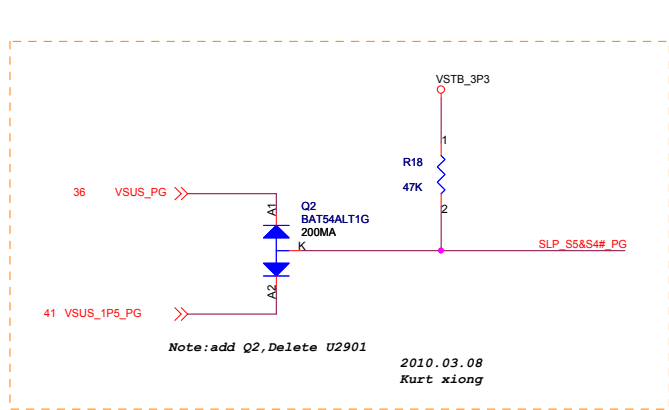 VSTB_3P3
1
R18
47K
2
36 VSUS_PG
A1
Q2
BAT54ALT1G
200MA
K
SLP_S5&S4#_PG
A2
41 VSUS_1P5_PG
Note:add Q2,Delete U2901
2010.03.08
Kurt xiong